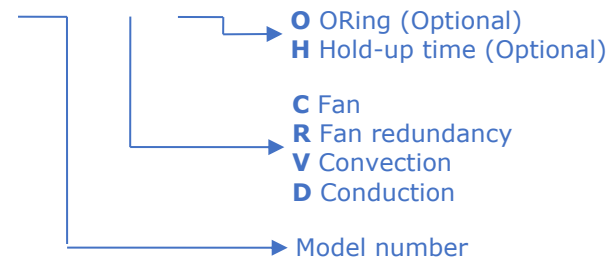 O ORing (Optional)
H Hold-up time (Optional)
C Fan
R Fan redundancy
V Convection
D Conduction
Model number